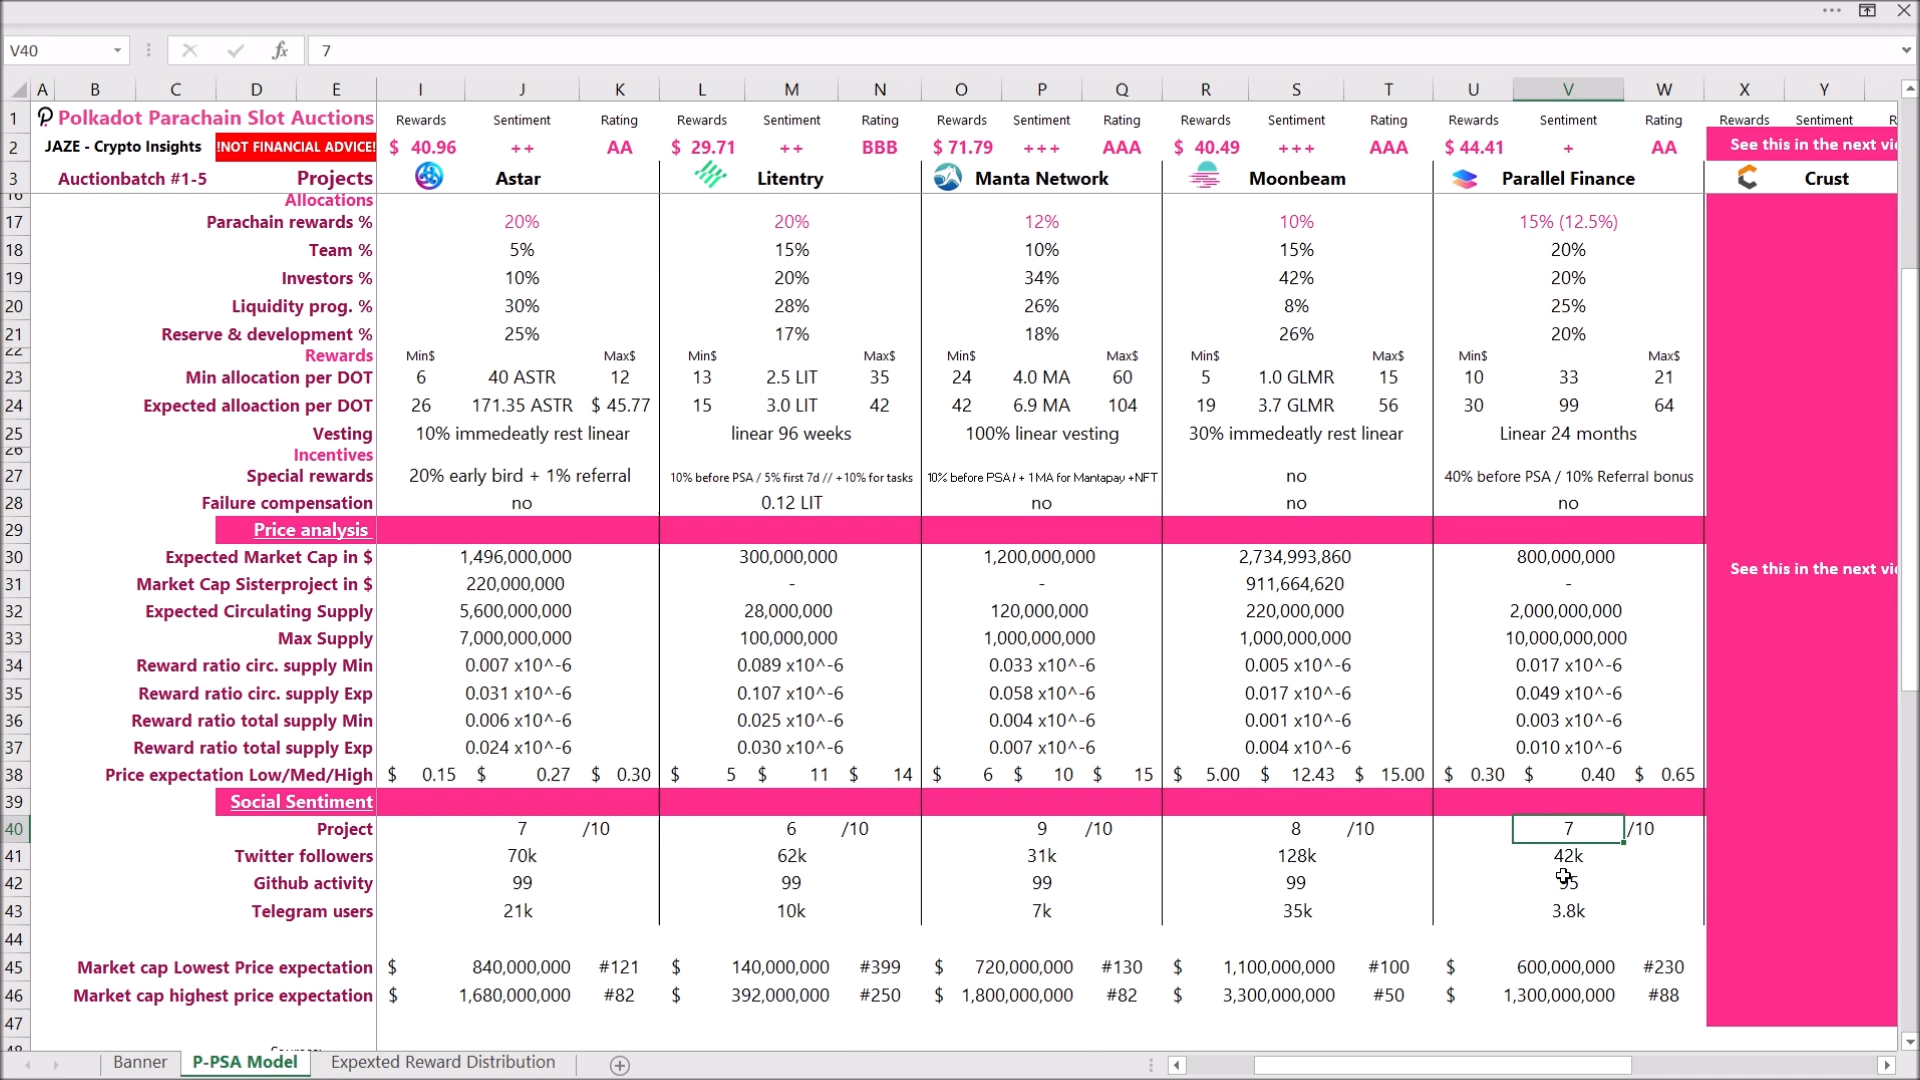 V40 fx 7
A B C D E I J K L M N O P Q R S T U V W X Y
1 Polkadot Parachain Slot Auctions Rewards Sentiment Rating Rewards Sentiment Rating Rewards Sentiment Rating Rewards Sentiment Rating Rewards Sentiment Rating Rewards Sentiment R
2 JAZE - Crypto Insights !NOT FINANCIAL ADVICE! $ 40.96 ++ AA $ 29.71 ++ BBB $ 71.79 +++ AAA $ 40.49 +++ AAA $ 44.41 + AA See this in the next vi
3 Auctionbatch #1-5 Projects Astar Litentry Manta Network Moonbeam Parallel Finance Crust
16 Allocations
17 Parachain rewards % 20% 20% 12% 10% 15% (12.5%)
18 Team % 5% 15% 10% 15% 20%
19 Investors % 10% 20% 34% 42% 20%
20 Liquidity prog. % 30% 28% 26% 8% 25%
21 Reserve & development % 25% 17% 18% 26% 20%
22 Rewards Min$ Max$ Min$ Max$ Min$ Max$ Min$ Max$ Min$ Max$
23 Min allocation per DOT 6 40 ASTR 12 13 2.5 LIT 35 24 4.0 MA 60 5 1.0 GLMR 15 10 33 21
24 Expected alloaction per DOT 26 171.35 ASTR $ 45.77 15 3.0 LIT 42 42 6.9 MA 104 19 3.7 GLMR 56 30 99 64
25 Vesting 10% immedeatly rest linear linear 96 weeks 100% linear vesting 30% immedeatly rest linear Linear 24 months
26 Incentives
27 Special rewards 20% early bird + 1% referral 10% before PSA / 5% first 7d // +10% for tasks 10% before PSA / + 1MA for Mantapay +NFT no 40% before PSA / 10% Referral bonus
28 Failure compensation no 0.12 LIT no no no
29 Price analysis
30 Expected Market Cap in $ 1,496,000,000 300,000,000 1,200,000,000 2,734,993,860 800,000,000
See this in the next vi
31 Market Cap Sisterproject in $ 220,000,000 - - 911,664,620 -
32 Expected Circulating Supply 5,600,000,000 28,000,000 120,000,000 220,000,000 2,000,000,000
33 Max Supply 7,000,000,000 100,000,000 1,000,000,000 1,000,000,000 10,000,000,000
34 Reward ratio circ. supply Min 0.007 x10^-6 0.089 x10^-6 0.033 x10^-6 0.005 x10^-6 0.017 x10^-6
35 Reward ratio circ. supply Exp 0.031 x10^-6 0.107 x10^-6 0.058 x10^-6 0.017 x10^-6 0.049 x10^-6
36 Reward ratio total supply Min 0.006 x10^-6 0.025 x10^-6 0.004 x10^-6 0.001 x10^-6 0.003 x10^-6
37 Reward ratio total supply Exp 0.024 x10^-6 0.030 x10^-6 0.007 x10^-6 0.004 x10^-6 0.010 x10^-6
38 Price expectation Low/Med/High $ 0.15 $ 0.27 $ 0.30 $ 5 $ 11 $ 14 $ 6 $ 10 $ 15 $ 5.00 $ 12.43 $ 15.00 $ 0.30 $ 0.40 $ 0.65
39 Social Sentiment
40 Project 7 /10 6 /10 9 /10 8 /10 7 /10
41 Twitter followers 70k 62k 31k 128k 42k
42 Github activity 99 99 99 99
43 Telegram users 21k 10k 7k 35k 3.8k
44
45 Market cap Lowest Price expectation $ 840,000,000 #121 $ 140,000,000 #399 $ 720,000,000 #130 $ 1,100,000,000 #100 $ 600,000,000 #230
46 Market cap highest price expectation $ 1,680,000,000 #82 $ 392,000,000 #250 $ 1,800,000,000 #82 $ 3,300,000,000 #50 $ 1,300,000,000 #88
47
Banner P-PSA Model Expexted Reward Distribution